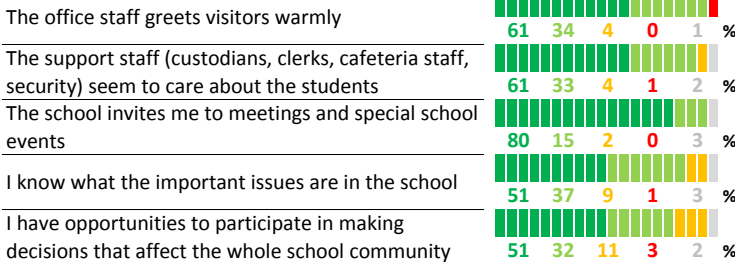 The office staff greets visitors warmly
61 34 4 0 1 %
The support staff (custodians, clerks, cafeteria staff,
security) seem to care about the students
61 33 4 1 2 %
The school invites me to meetings and special school
events
80 15 2 0 3 %
I know what the important issues are in the school
51 37 9 1 3 %
I have opportunities to participate in making
decisions that affect the whole school community
51 32 11 3 2 %